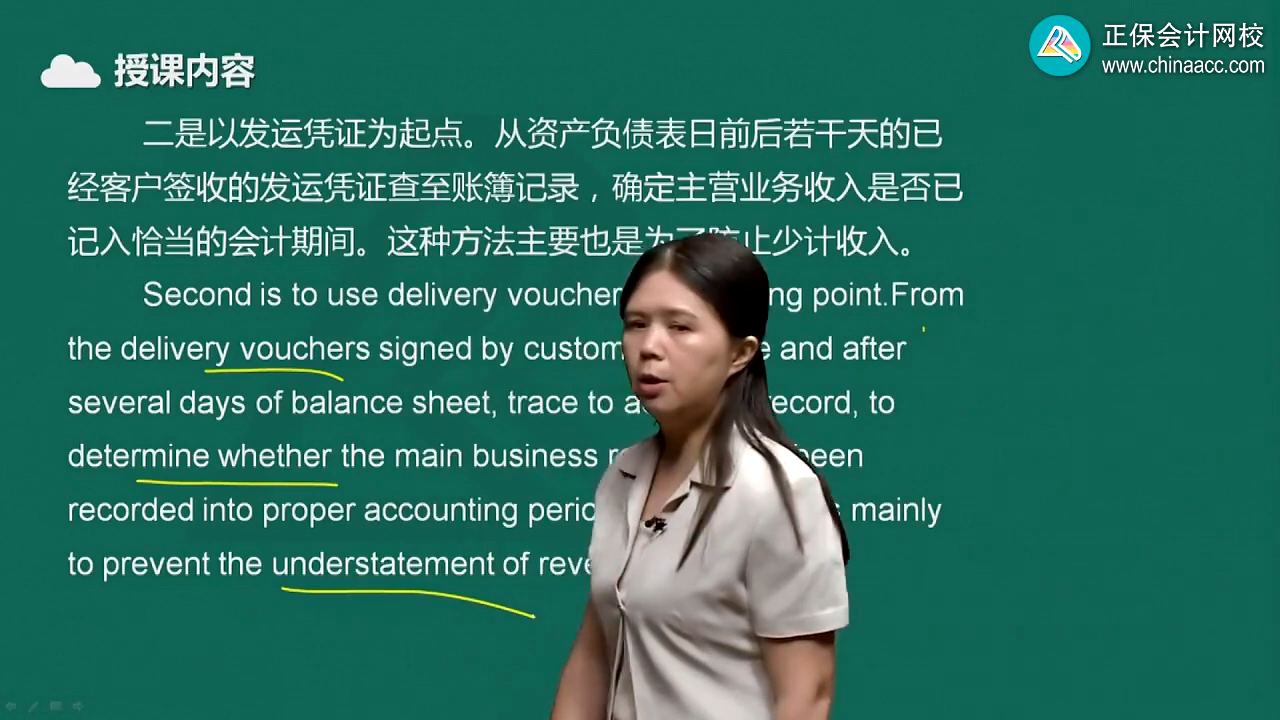 正保会计网校
www.chinaacc.com
授课内容
二是以发运凭证为起点。从资产负债表日前后若干天的已
经客户签收的发运凭证查至账簿记录，确定主营业务收入是否已
记入恰当的会计期间。这种方法主要也是为了防止少计收入。
Second is to use delivery ng point.From
the delivery vouchers signed by and after
several days of balance sheet, trace to record, to
determine whether the main business been
recorded into proper accounting mainly
to prevent the understatement of